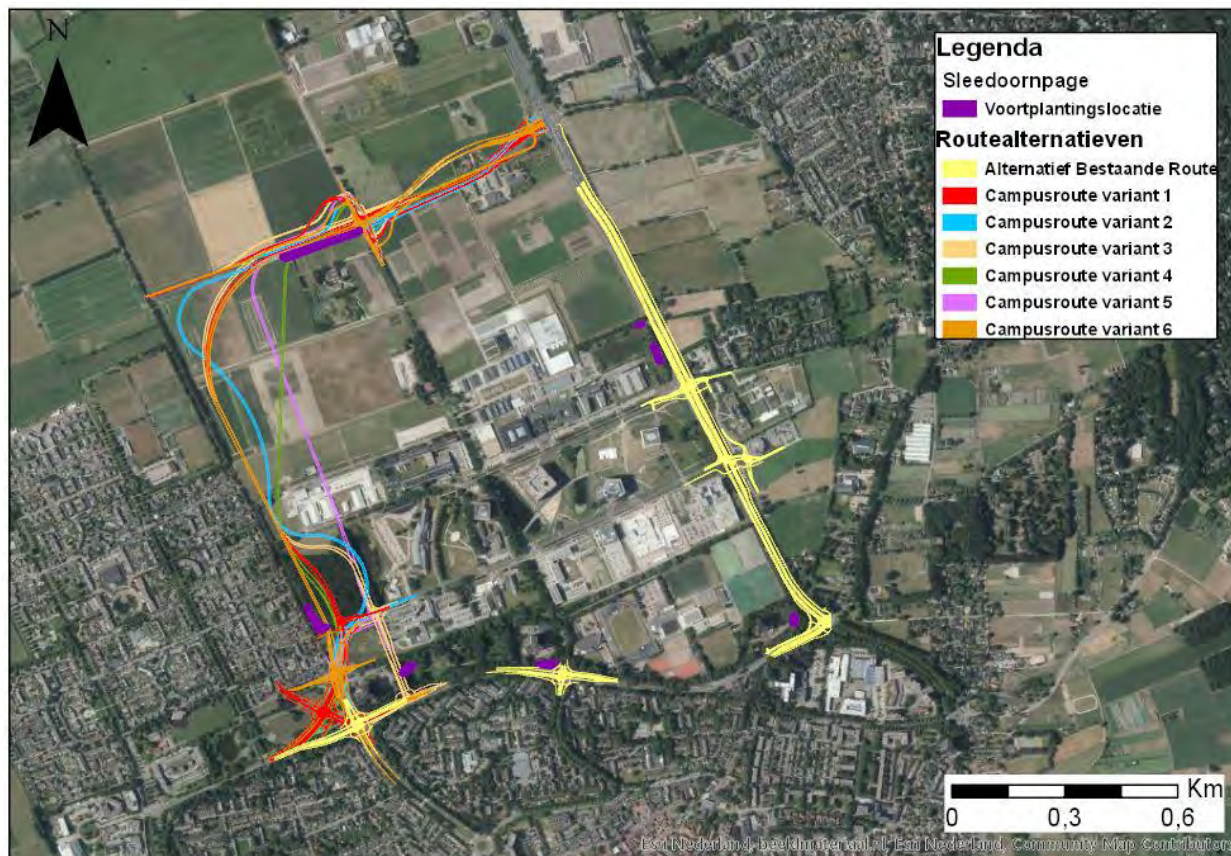 N
Legenda
Sleedoornpage
Voortplantingslocatie
Routealternatieven
Alternatief Bestaande Route
Campusroute variant 1
Campusroute variant 2
Campusroute variant 3
Campusroute variant 4
Campusroute variant 5
Campusroute variant 6
Km
0 0,3 0,6
Esri Nederland, beeldmateriaal.nl, Esri Nederland, Community Map Contributor